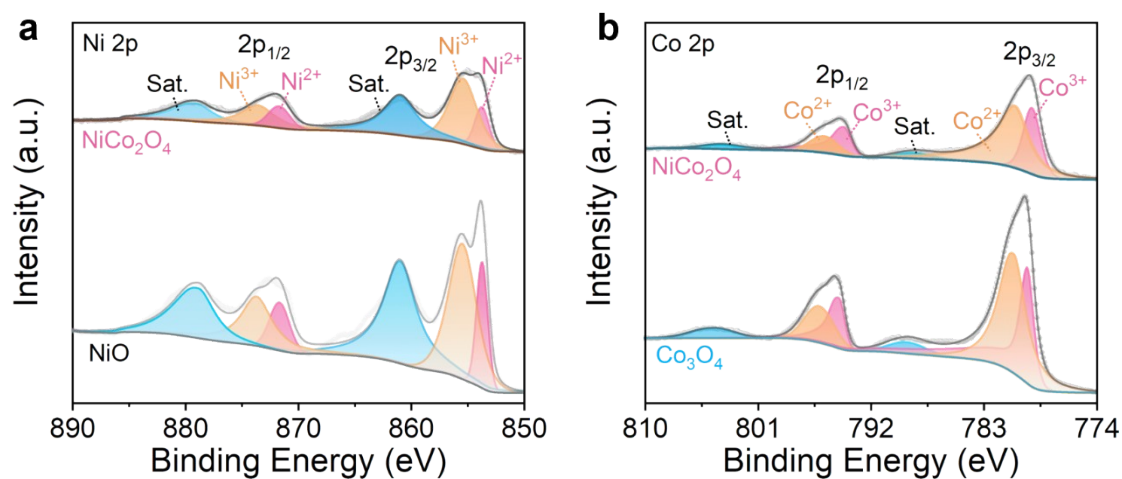 a
Ni 2p
2p1/2
2p3/2
Ni3+
Ni2+
Sat.
Ni3+
Ni2+
Sat.
NiCo2O4
NiO
Intensity (a.u.)
890 880 870 860 850
Binding Energy (eV)
b
Co 2p
2p3/2
2p1/2
Co3+
Co2+
Co3+
Co2+
Sat.
Sat.
NiCo2O4
Co3O4
Intensity (a.u.)
810 801 792 783 774
Binding Energy (eV)